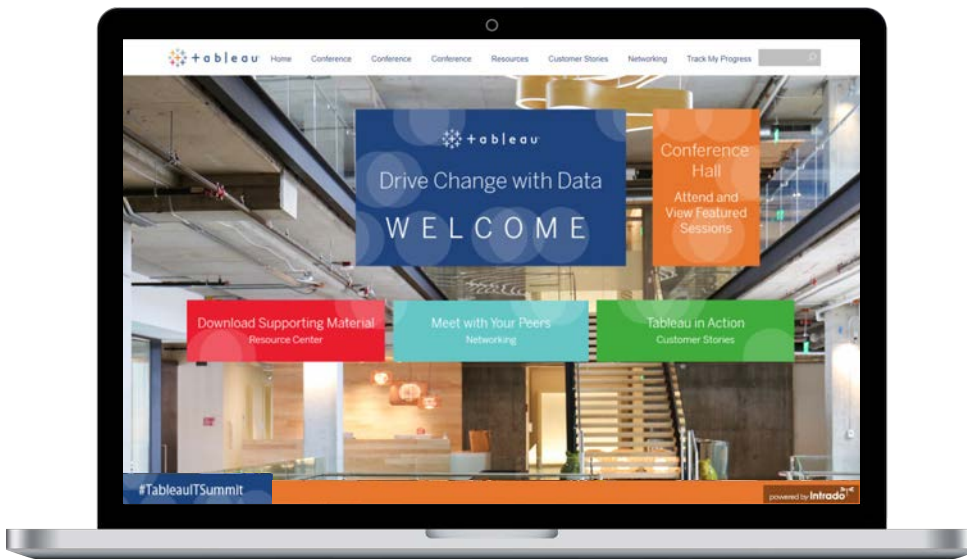 +ableau
Home Conference Conference Conference Resources Customer Stories Networking Track My Progress
+ableau
Drive Change with Data
WELCOME
Conference
Hall
Attend and
View Featured
Sessions
Download Supporting Material
Resource Center
Meet with Your Peers
Networking
Tableau in Action
Customer Stories
#TableauITSummit
powered by Intrado